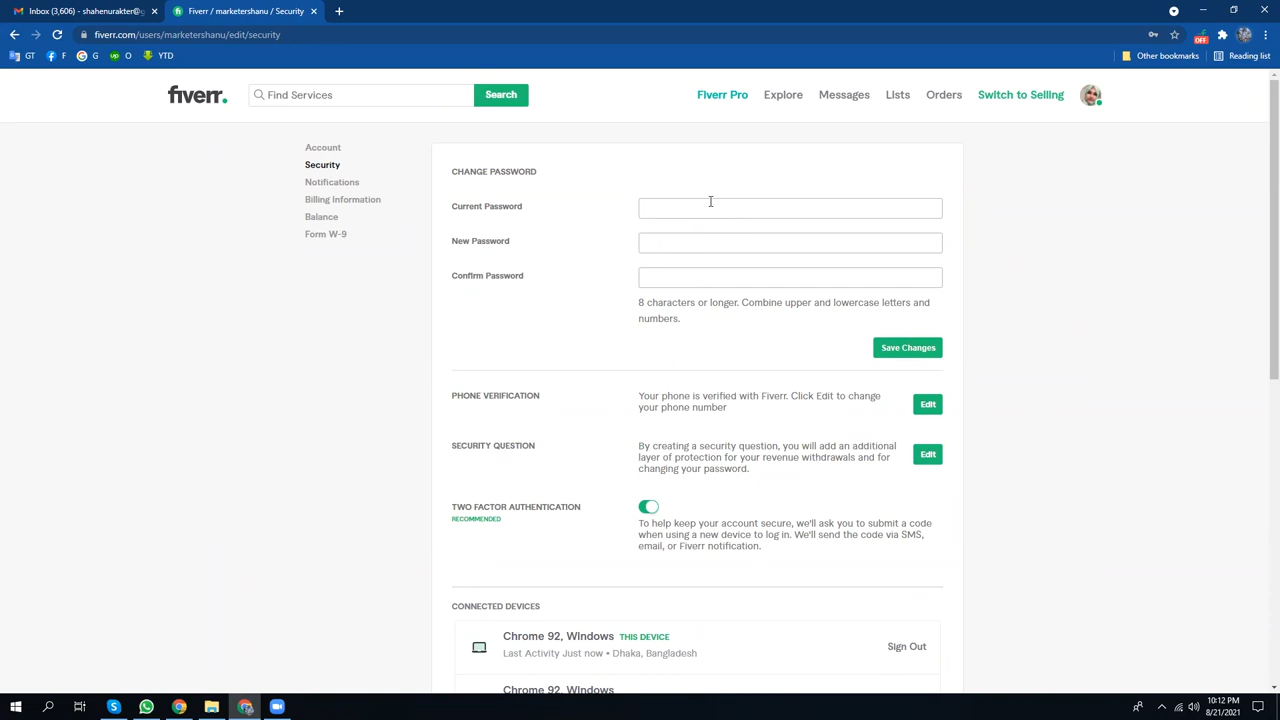 Inbox (3,606) - shahenurakter@g
Fiverr / marketershanu / Security
fiverr.com/users/marketershanu/edit/security
OFF
GT
F
G
up O
YTD
Other bookmarks
Reading list
fiverr.
Find Services
Search
Fiverr Pro
Explore
Messages
Lists
Orders
Switch to Selling
Account
Security
Notifications
Billing Information
Balance
Form W-9
CHANGE PASSWORD
Current Password
New Password
Confirm Password
8 characters or longer. Combine upper and lowercase letters and
numbers.
Save Changes
PHONE VERIFICATION
Your phone is verified with Fiverr. Click Edit to change
your phone number
Edit
SECURITY QUESTION
By creating a security question, you will add an additional
layer of protection for your revenue withdrawals and for
changing your password.
Edit
TWO FACTOR AUTHENTICATION
RECOMMENDED
To help keep your account secure, we'll ask you to submit a code
when using a new device to log in. We'll send the code via SMS,
email, or Fiverr notification.
CONNECTED DEVICES
Chrome 92, Windows THIS DEVICE
Last Activity Just now • Dhaka, Bangladesh
Sign Out
Chrome 92, Windows
10:12 PM
8/21/2021